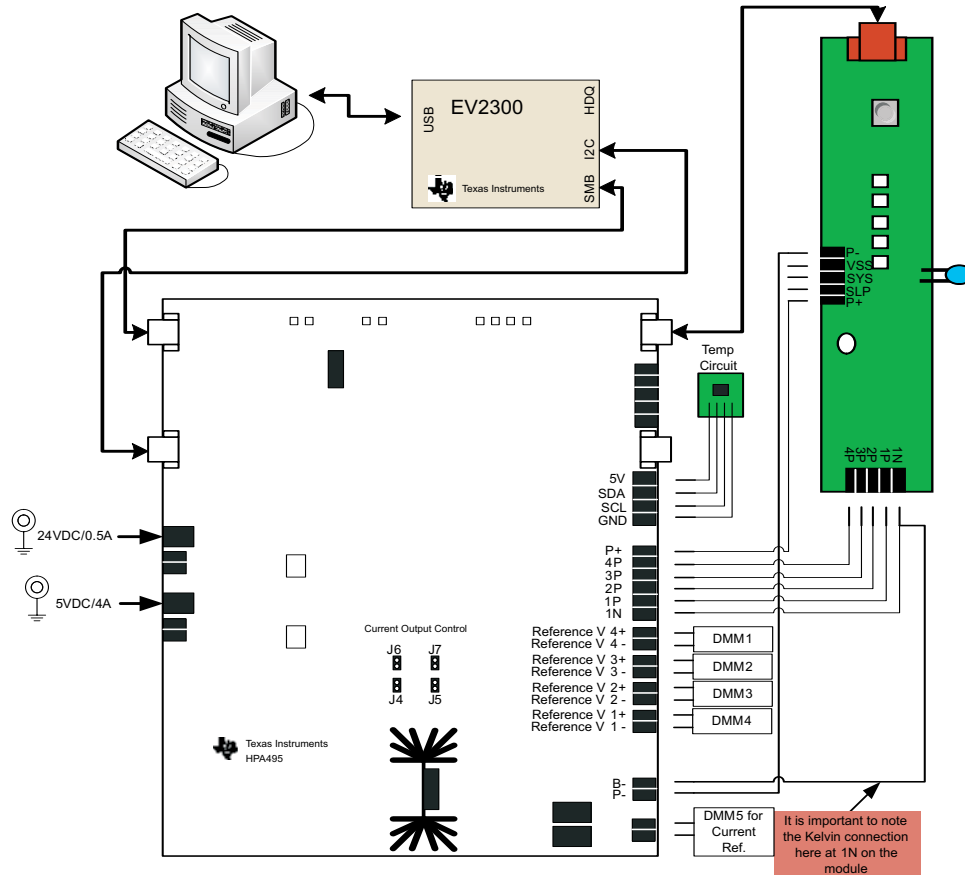 USB
EV2300
HDQ
I2C
SMB
Texas Instruments
P-
VSS
SYS
SLP
P+
4P
3P
2P
1P
1N
Temp
Circuit
5V
SDA
SCL
GND
24VDC/0.5A
5VDC/4A
P+
4P
3P
2P
1P
1N
Current Output Control
J6
J7
J4
J5
Reference V 4+
Reference V 4 -
DMM1
Reference V 3+
Reference V 3 -
DMM2
Reference V 2+
Reference V 2 -
DMM3
Reference V 1+
Reference V 1 -
DMM4
Texas Instruments
HPA495
B-
P-
DMM5 for
Current
Ref.
It is important to note
the Kelvin connection
here at 1N on the
module